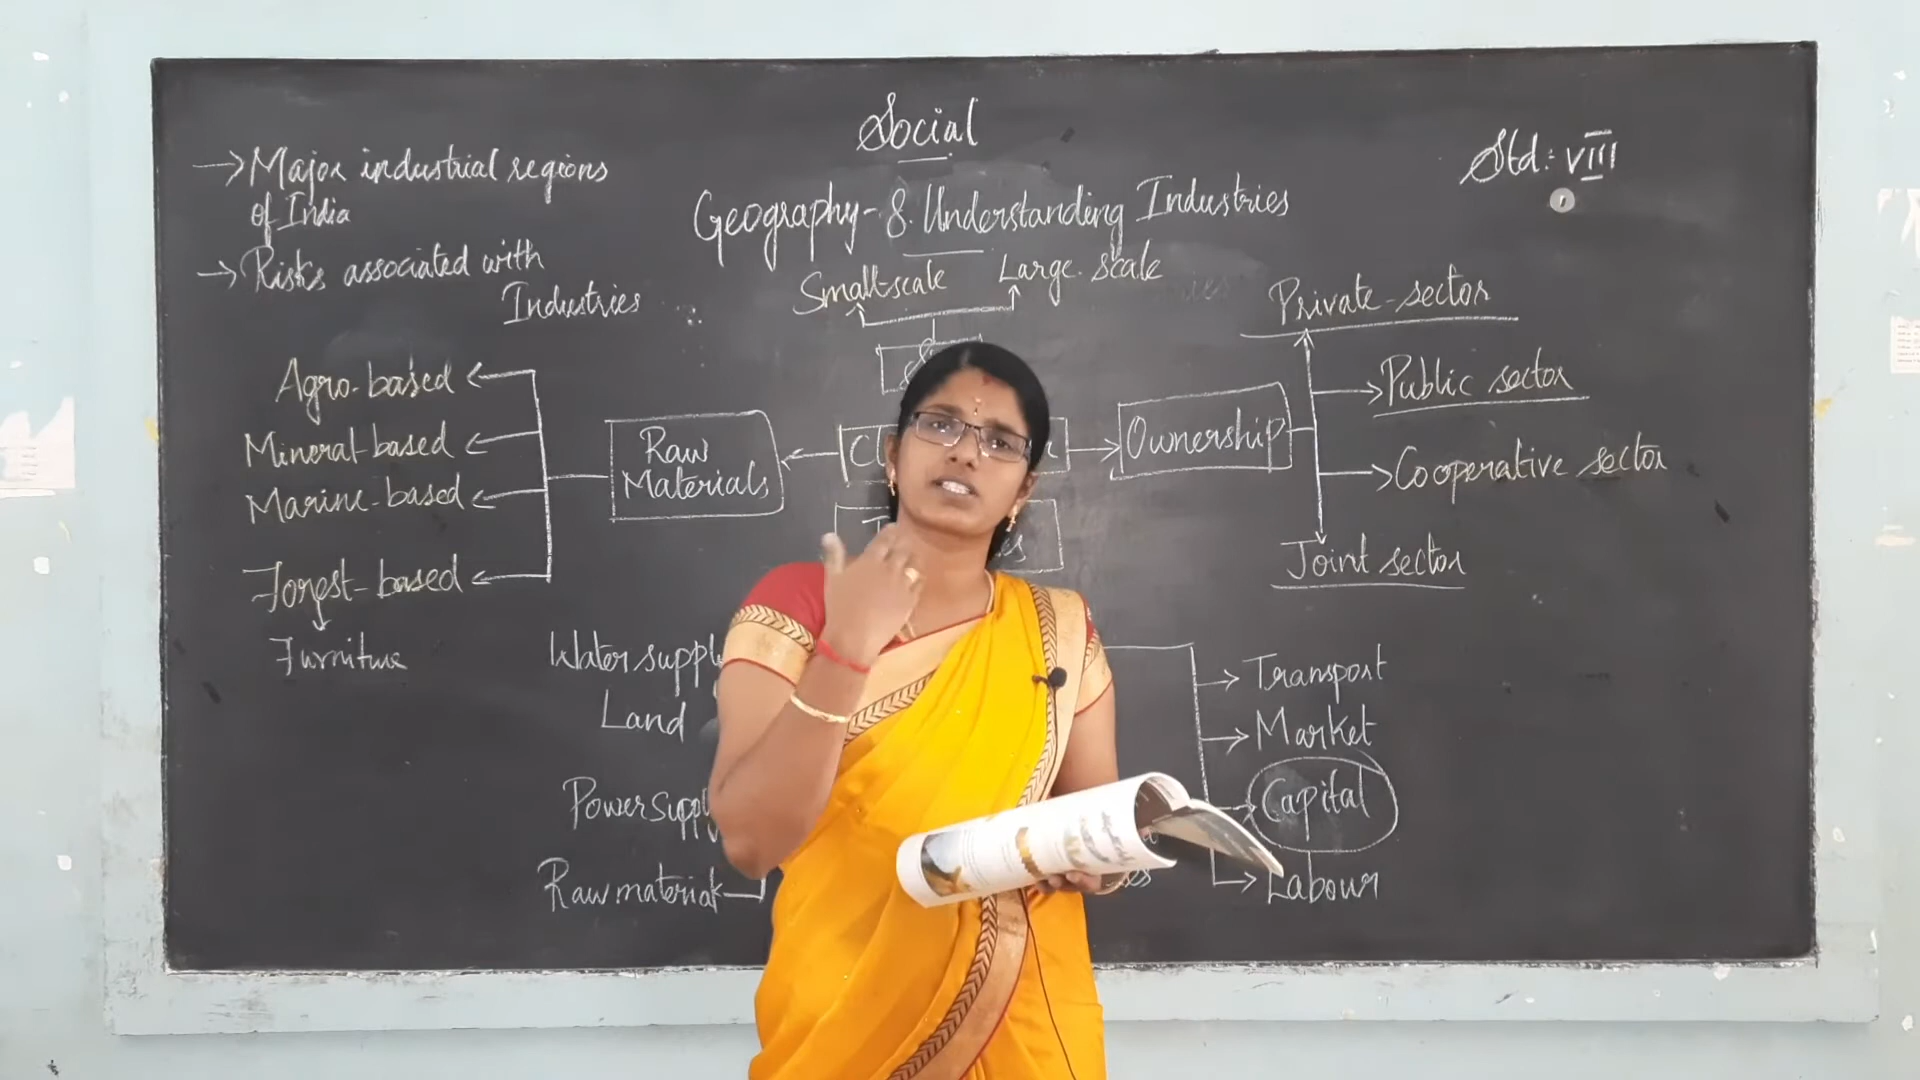 Social
Std: VIII
Geography - 8. Understanding Industries
→ Major industrial regions
of India
→ Risks associated with
Industries
Small scale
Large scale
Agro-based
Mineral-based
Marine-based
Forest-based
Furniture
Raw
Materials
Ownership
Private sector
Public sector
Cooperative sector
Joint sector
Water supply
Land
Power supply
Raw material
Transport
Market
Capital
Labour